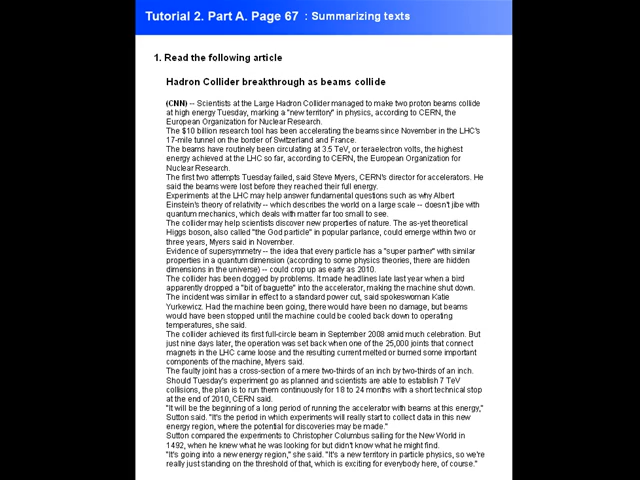 Tutorial 2. Part A. Page 67 : Summarizing texts
1. Read the following article
Hadron Collider breakthrough as beams collide
(CNN) -- Scientists at the Large Hadron Collider managed to make two proton beams collide
at high energy Tuesday, marking a "new territory" in physics, according to CERN, the
European Organization for Nuclear Research.
The $10 billion research tool has been accelerating the beams since November in the LHC's
17-mile tunnel on the border of Switzerland and France.
The beams have routinely been circulating at 3.5 TeV, or teraelectron volts, the highest
energy achieved at the LHC so far, according to CERN, the European Organization for
Nuclear Research.
The first two attempts Tuesday failed, said Steve Myers, CERN's director for accelerators. He
said the beams were lost before they reached their full energy.
Experiments at the LHC may help answer fundamental questions such as why Albert
Einstein's theory of relativity -- which describes the world on a large scale -- doesn't jibe with
quantum mechanics, which deals with matter far too small to see.
The collider may help scientists discover new properties of nature. The as-yet theoretical
Higgs boson, also called "the God particle" in popular parlance, could emerge within two or
three years, Myers said in November.
Evidence of supersymmetry -- the idea that every particle has a "super partner" with similar
properties in a quantum dimension (according to some physics theories, there are hidden
dimensions in the universe) -- could crop up as early as 2010.
The collider has been dogged by problems. It made headlines late last year when a bird
apparently dropped a "bit of baguette" into the accelerator, making the machine shut down.
The incident was similar in effect to a standard power cut, said spokeswoman Katie
Yurkewicz. Had the machine been going, there would have been no damage, but beams
would have been stopped until the machine could be cooled back down to operating
temperatures, she said.
The collider achieved its first full-circle beam in September 2008 amid much celebration. But
just nine days later, the operation was set back when one of the 25,000 joints that connect
magnets in the LHC came loose and the resulting current melted or burned some important
components of the machine, Myers said.
The faulty joint has a cross-section of a mere two-thirds of an inch by two-thirds of an inch.
Should Tuesday's experiment go as planned and scientists are able to establish 7 TeV
collisions, the plan is to run them continuously for 18 to 24 months with a short technical stop
at the end of 2010, CERN said.
"It will be the beginning of a long period of running the accelerator with beams at this energy,"
Sutton said. "It's the period in which experiments will really start to collect data in this new
energy region, where the potential for discoveries may be made."
Sutton compared the experiments to Christopher Columbus sailing for the New World in
1492, when he knew what he was looking for but didn't know what he might find.
"It's going into a new energy region," she said. "It's a new territory in particle physics, so we're
really just standing on the threshold of that, which is exciting for everybody here, of course."